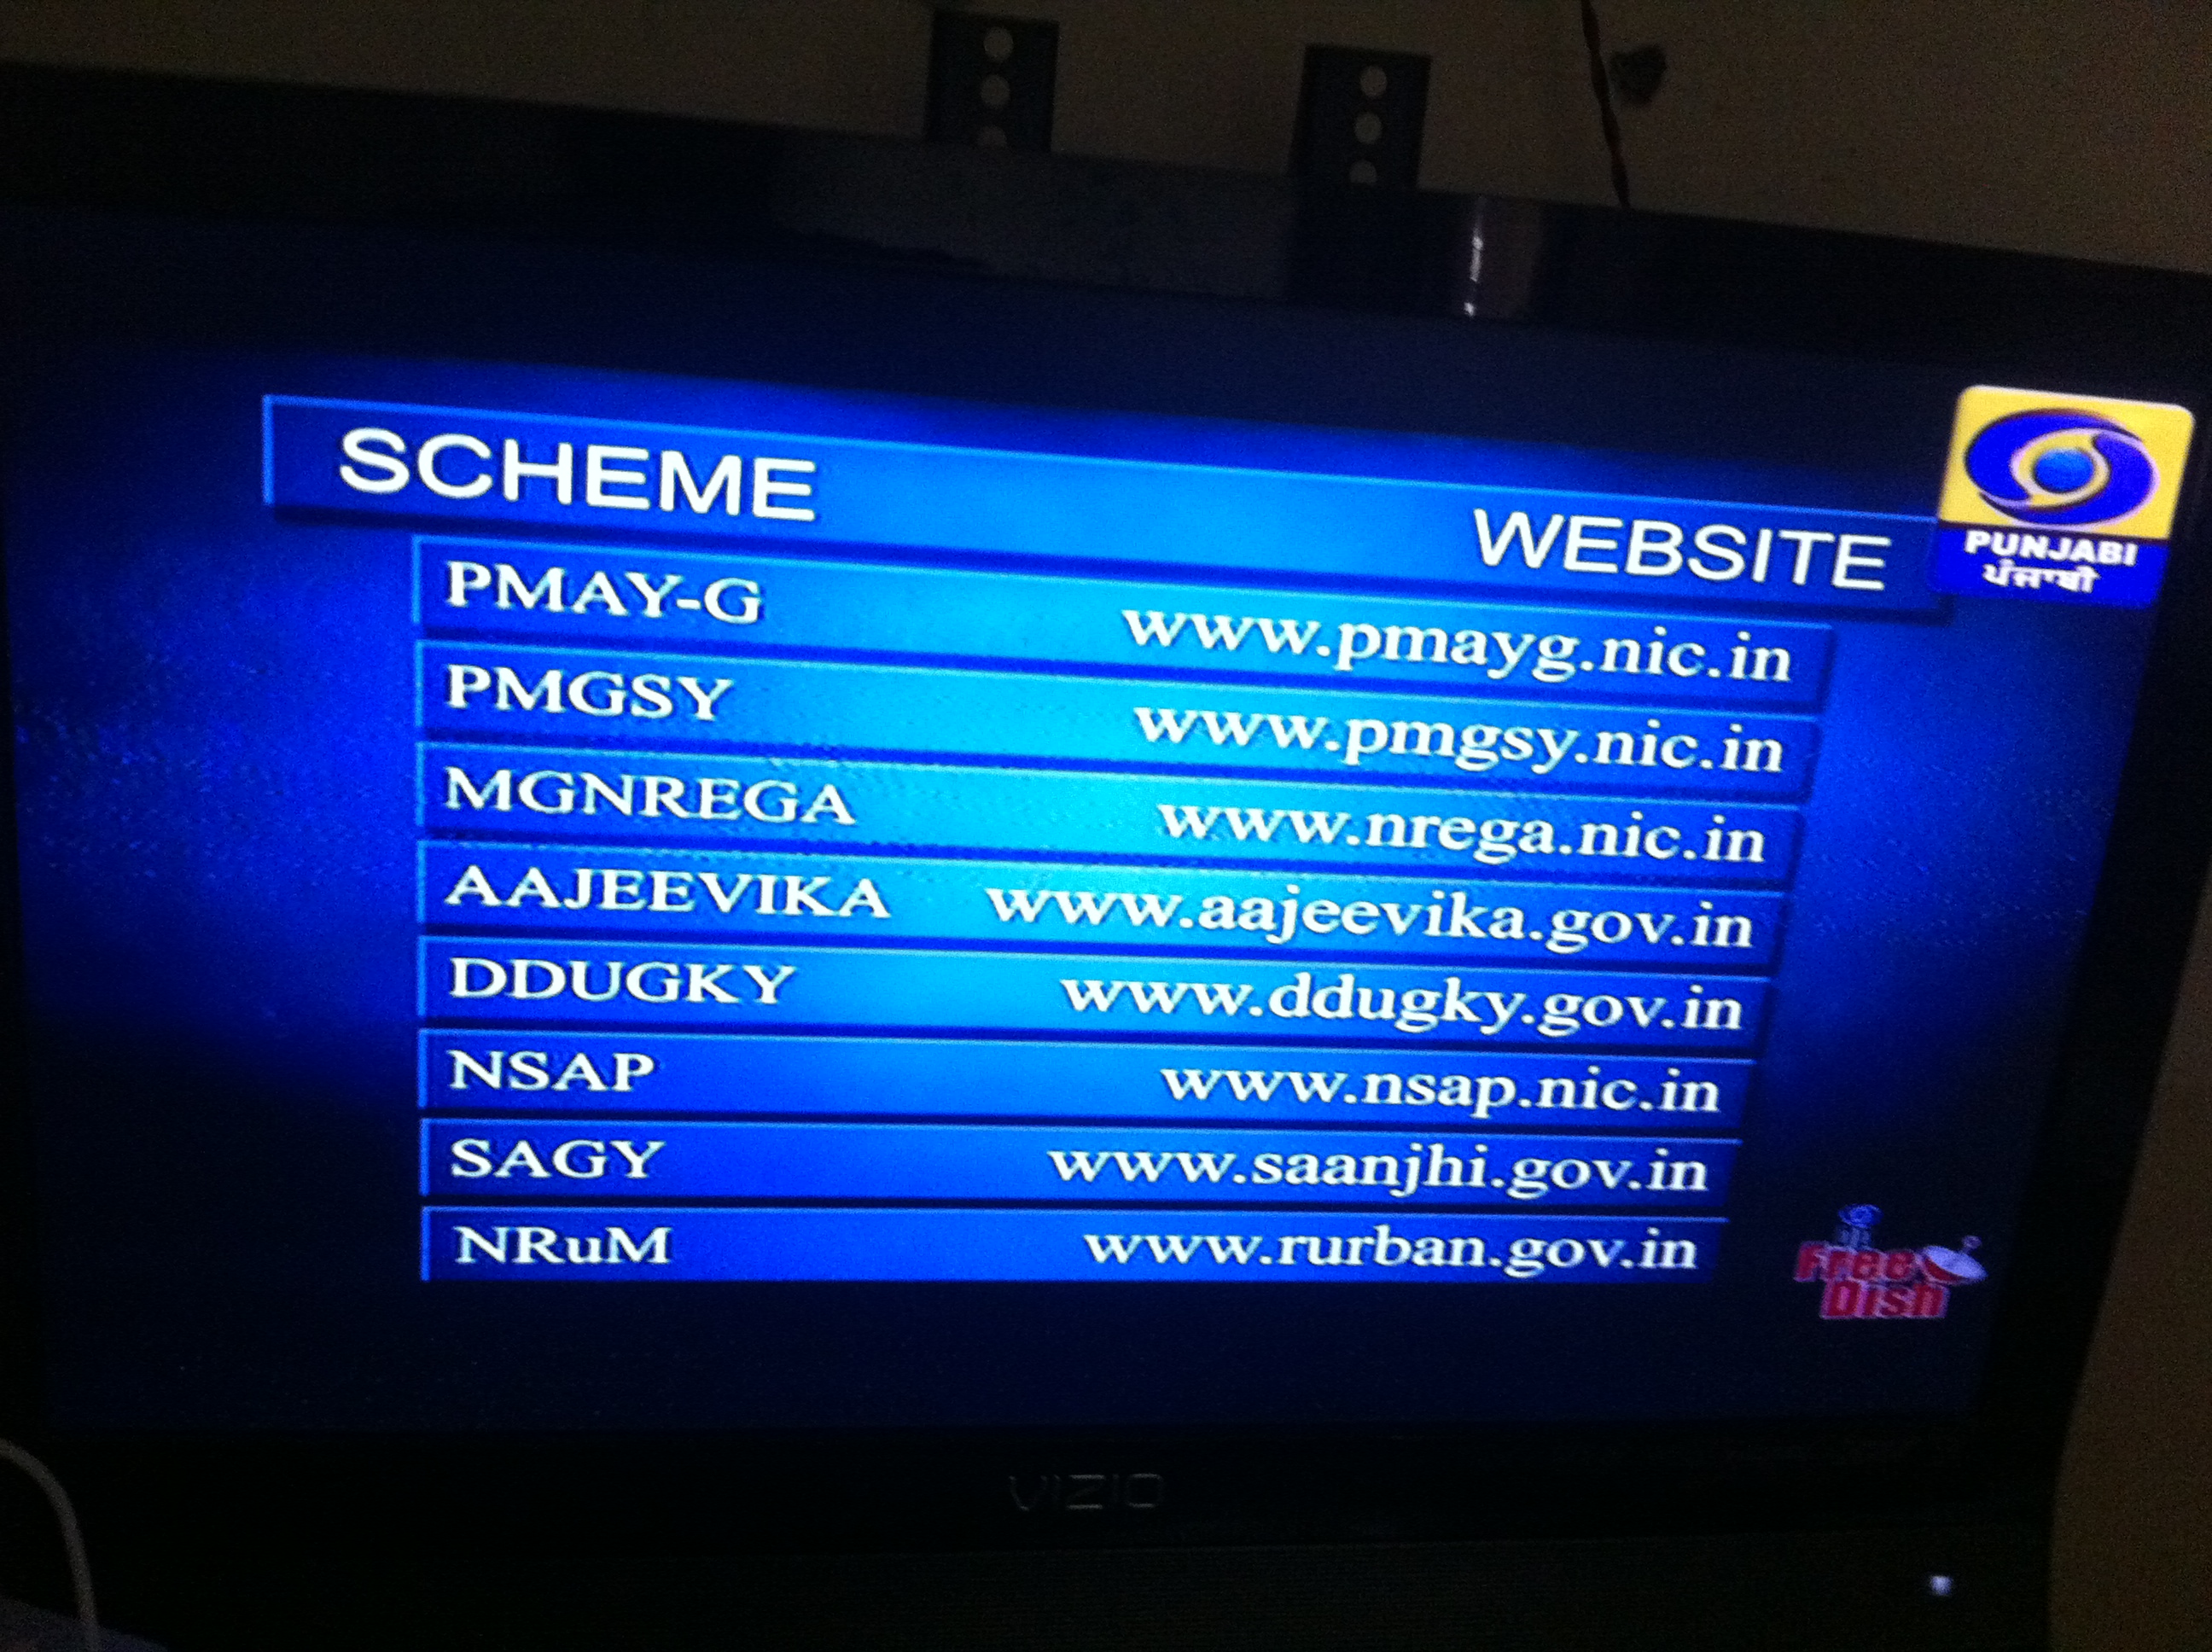 SCHEME WEBSITE
PUNJABI
ਪੰਜਾਬੀ
PMAY-G www.pmayg.nic.in
PMGSY www.pmgsy.nic.in
MGNREGA www.nrega.nic.in
AAJEEVIKA www.aajeevika.gov.in
DDUGKY www.ddugky.gov.in
NSAP www.nsap.nic.in
SAGY www.saanjhi.gov.in
NRuM www.rurban.gov.in
Free
Dish
VIZIO